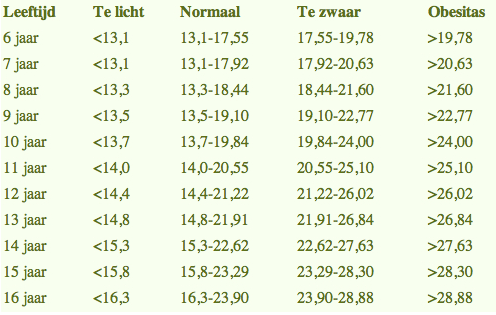 Leeftijd Te licht Normaal Te zwaar Obesitas
6 jaar <13,1 13,1-17,55 17,55-19,78 >19,78
7 jaar <13,1 13,1-17,92 17,92-20,63 >20,63
8 jaar <13,3 13,3-18,44 18,44-21,60 >21,60
9 jaar <13,5 13,5-19,10 19,10-22,77 >22,77
10 jaar <13,7 13,7-19,84 19,84-24,00 >24,00
11 jaar <14,0 14,0-20,55 20,55-25,10 >25,10
12 jaar <14,4 14,4-21,22 21,22-26,02 >26,02
13 jaar <14,8 14,8-21,91 21,91-26,84 >26,84
14 jaar <15,3 15,3-22,62 22,62-27,63 >27,63
15 jaar <15,8 15,8-23,29 23,29-28,30 >28,30
16 jaar <16,3 16,3-23,90 23,90-28,88 >28,88